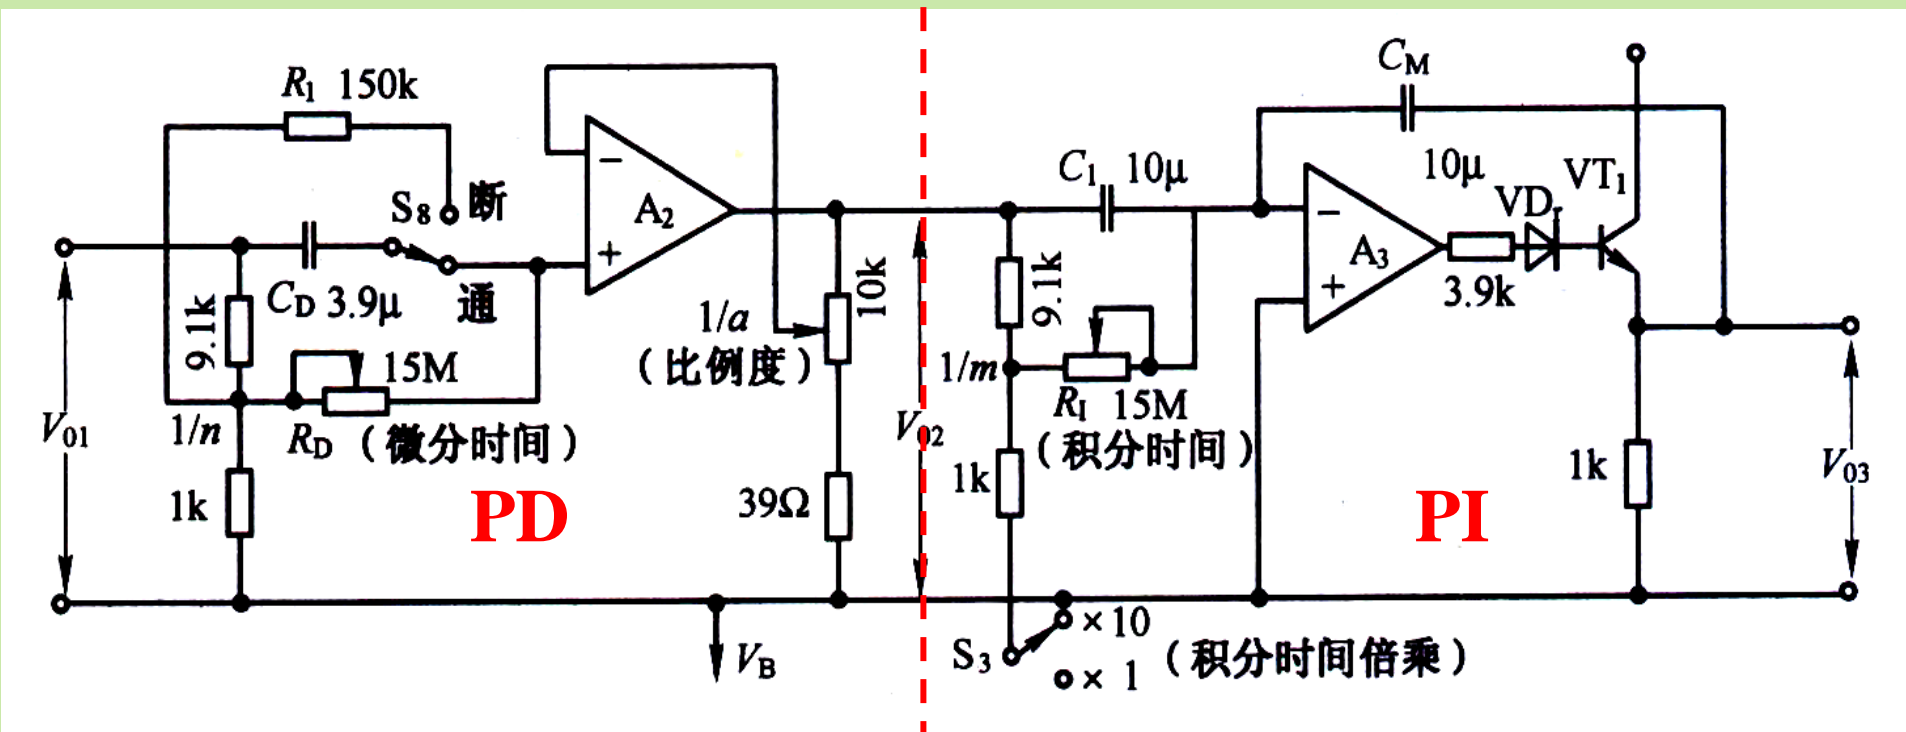 R1 150k
S8 断
通
CD 3.9μ
9.1k
15M
1/n
RD （微分时间）
1k
V01
PD
−
A2
+
1/a
（比例度）
10k
39Ω
VB
V02
C1 10μ
9.1k
1/m
RI 15M
（积分时间）
1k
S3
×10
×1
（积分时间倍乘）
CM
10μ
−
A3
+
3.9k
VD
VT1
PI
1k
V03